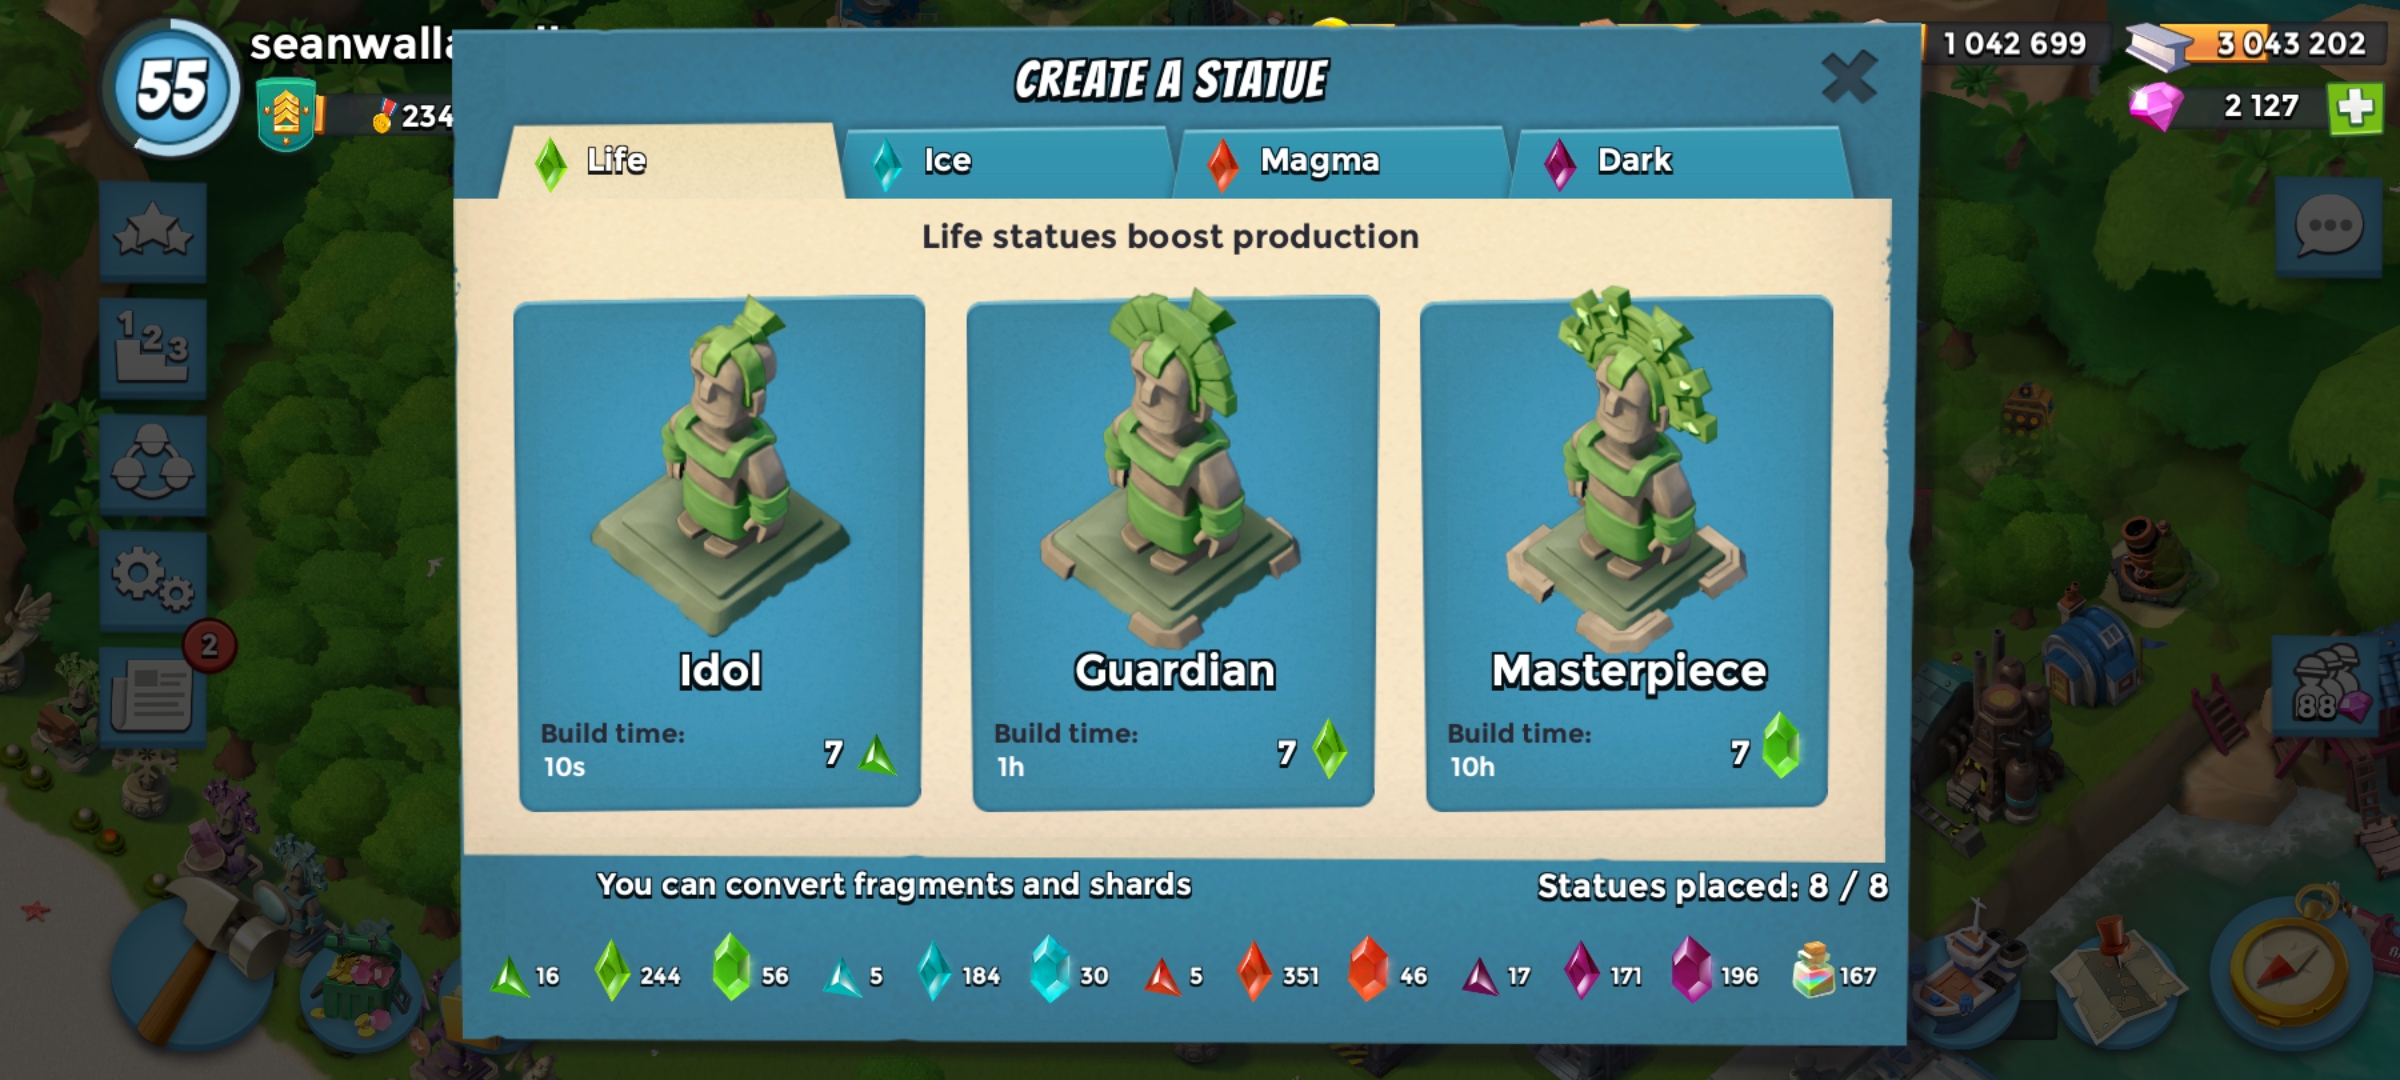 55
CREATE A STATUE
1 042 699
3 043 202
234
2 127
Life
Ice
Magma
Dark
Life statues boost production
1 2 3
2
Idol
Guardian
Masterpiece
Build time:
10s
7
Build time:
1h
7
Build time:
10h
7
88
You can convert fragments and shards
Statues placed: 8 / 8
16
244
56
5
184
30
5
351
46
17
171
196
167